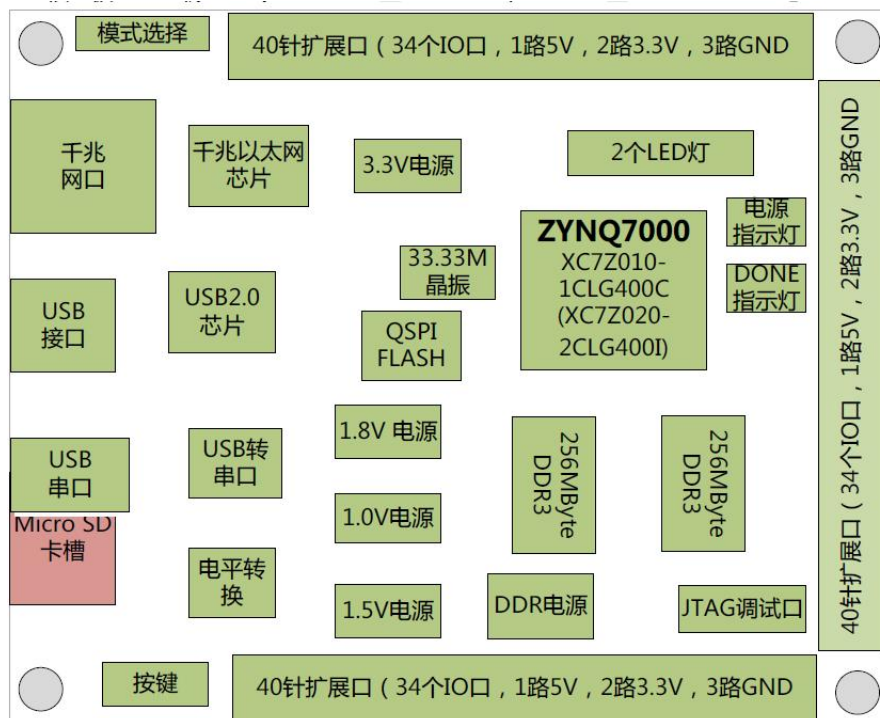 模式选择
40针扩展口（34个IO口，1路5V，2路3.3V，3路GND
千兆
网口
千兆以太网
芯片
3.3V电源
2个LED灯
40针扩展口（34个IO口，1路5V，2路3.3V，3路GND
电源
指示灯
ZYNQ7000
XC7Z010-
1CLG400C
(XC7Z020-
2CLG400I)
DONE
指示灯
33.33M
晶振
USB
接口
USB2.0
芯片
QSPI
FLASH
1.8V 电源
256MByte
DDR3
256MByte
DDR3
USB
串口
USB转
串口
1.0V电源
Micro SD
卡槽
电平转
换
1.5V电源
DDR电源
JTAG调试口
按键
40针扩展口（34个IO口，1路5V，2路3.3V，3路GND